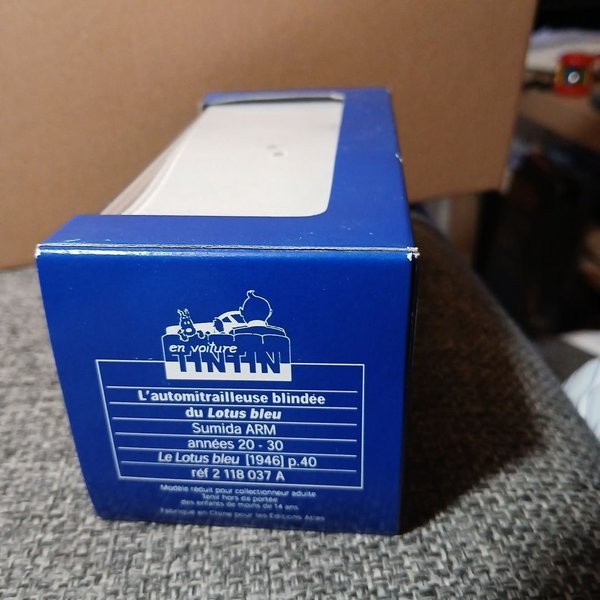 en voiture
TINTIN
L'automitrailleuse blindée
du Lotus bleu
Sumida ARM
années 20 - 30
Le Lotus bleu [1946] p.40
réf 2 118 037 A
Modèle réduit pour collectionneur adulte
Tenir hors de portée
des enfants de moins de 14 ans
Fabriqué en Chine pour les Editions Atlas